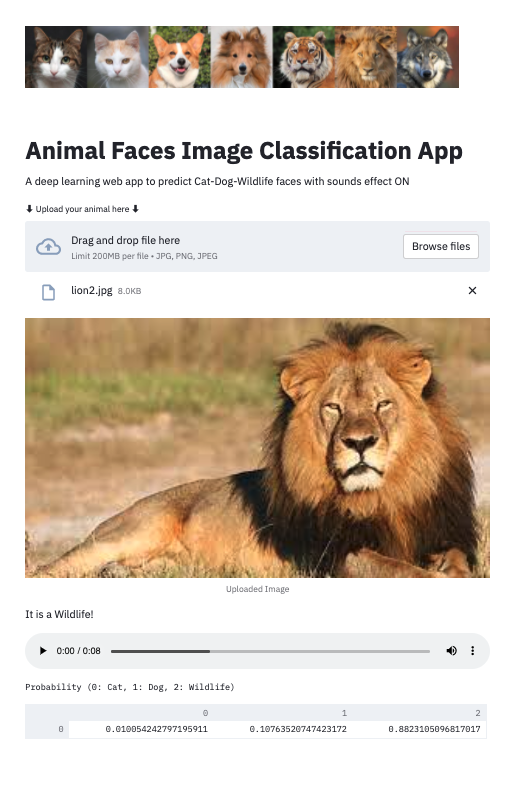 Animal Faces Image Classification App
A deep learning web app to predict Cat-Dog-Wildlife faces with sounds effect ON
⬇ Upload your animal here ⬇
Drag and drop file here
Limit 200MB per file • JPG, PNG, JPEG
Browse files
lion2.jpg 8.0KB
Uploaded Image
It is a Wildlife!
0:00 / 0:08
Probability (0: Cat, 1: Dog, 2: Wildlife)
0 1 2
0 0.010054242797195911 0.10763520747423172 0.8823105096817017